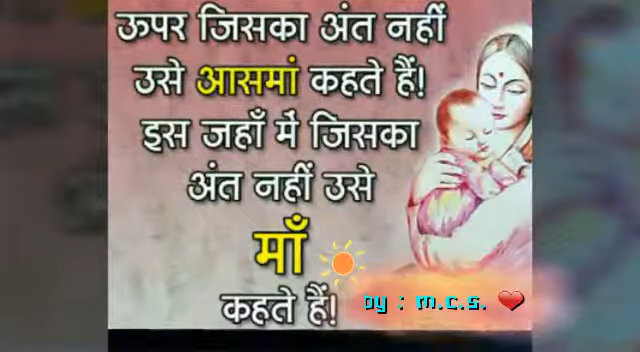 ऊपर जिसका अंत नहीं
उसे आसमां कहते हैं!
इस जहाँ में जिसका
अंत नहीं उसे
माँ
कहते हैं!
by : m.c.s.